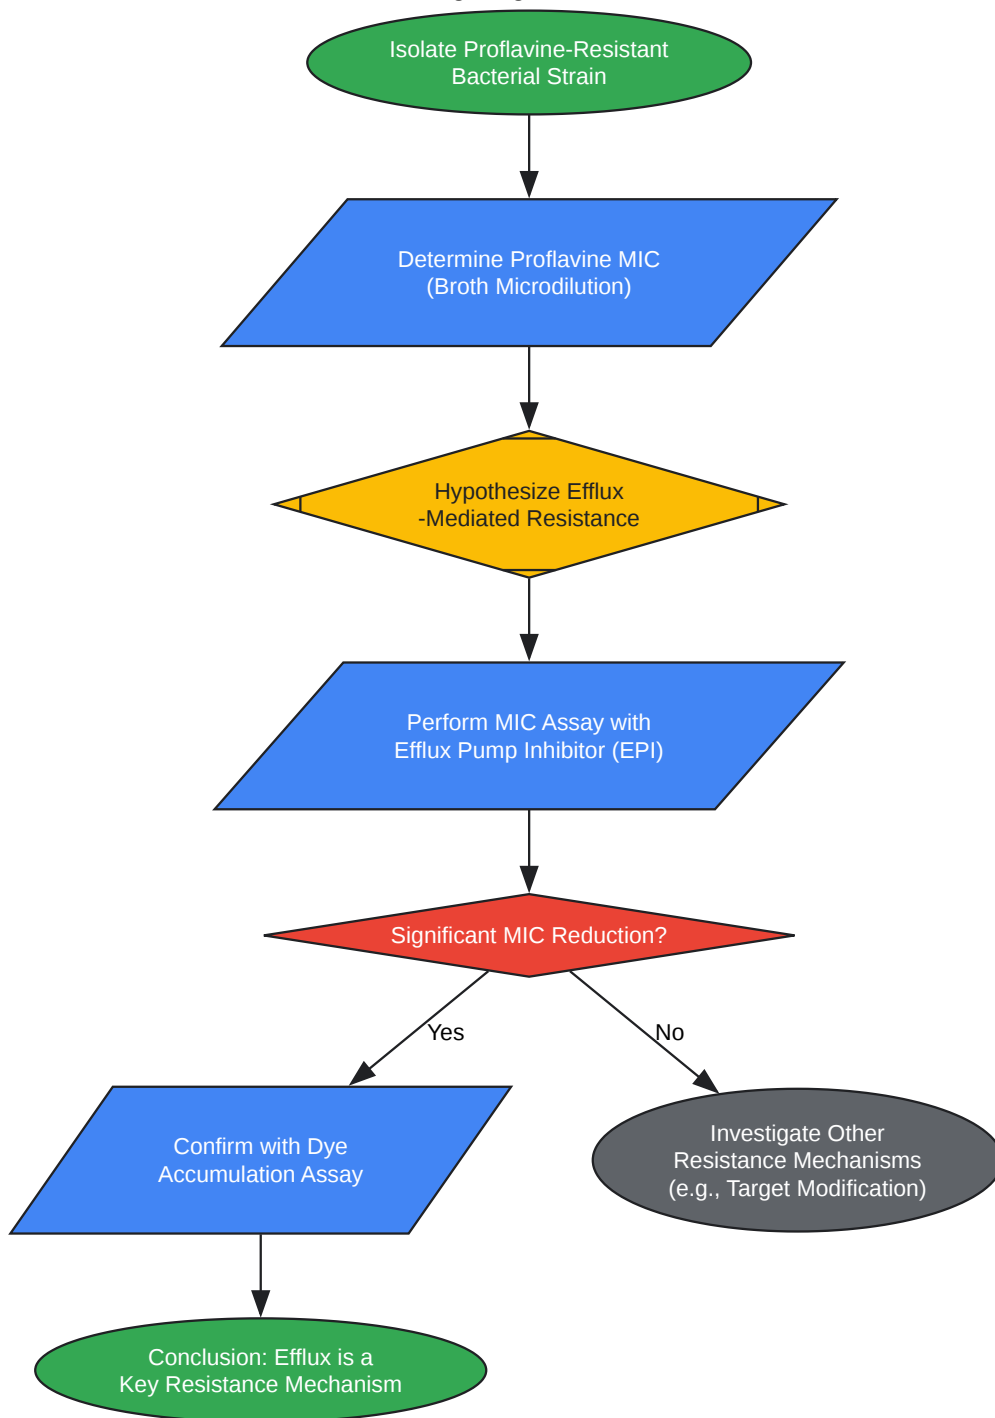 Isolate Proflavine-Resistant
Bacterial Strain
Determine Proflavine MIC
(Broth Microdilution)
Hypothesize Efflux
-Mediated Resistance
Perform MIC Assay with
Efflux Pump Inhibitor (EPI)
Significant MIC Reduction?
Yes
No
Confirm with Dye
Accumulation Assay
Investigate Other
Resistance Mechanisms
(e.g., Target Modification)
Conclusion: Efflux is a
Key Resistance Mechanism